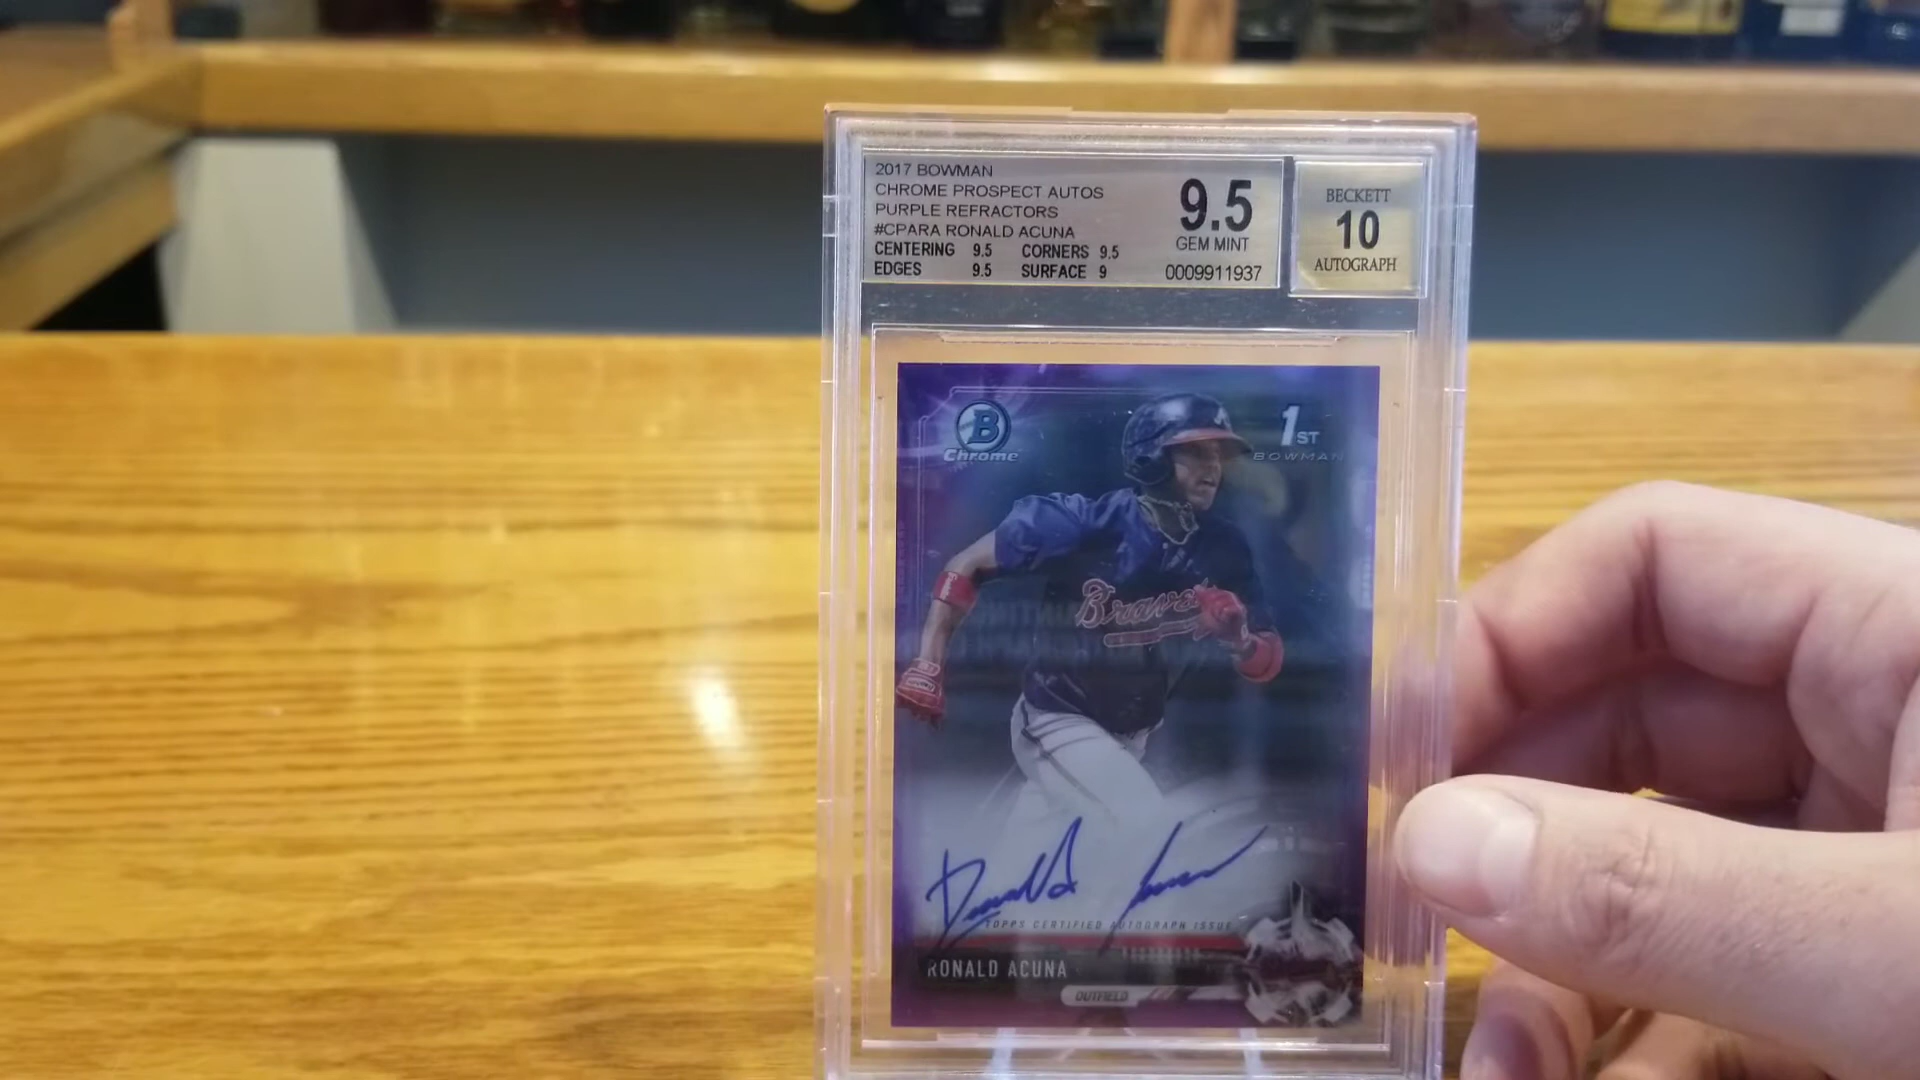 2017 BOWMAN
CHROME PROSPECT AUTOS
PURPLE REFRACTORS
#CPARA RONALD ACUNA
CENTERING 9.5 CORNERS 9.5
EDGES 9.5 SURFACE 9
9.5
GEM MINT
0009911937
BECKETT
10
AUTOGRAPH
B
Chrome
1ST
BOWMAN
Braves
TOPPS CERTIFIED AUTOGRAPH ISSUE
RONALD ACUNA
OUTFIELD